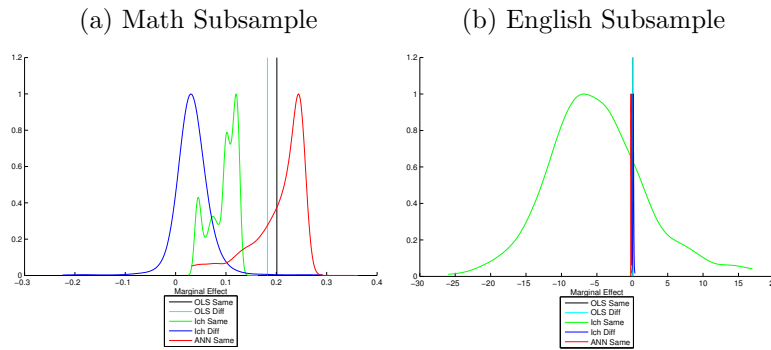 (a) Math Subsample
(b) English Subsample
1.2
1
0.8
0.6
0.4
0.2
0
−0.3
−0.2
−0.1
0
0.1
0.2
0.3
0.4
Marginal Effect
OLS Same
OLS Diff
Ich Same
Ich Diff
ANN Same
1.2
1
0.8
0.6
0.4
0.2
0
−30
−25
−20
−15
−10
−5
0
5
10
15
20
Marginal Effect
OLS Same
OLS Diff
Ich Same
Ich Diff
ANN Same